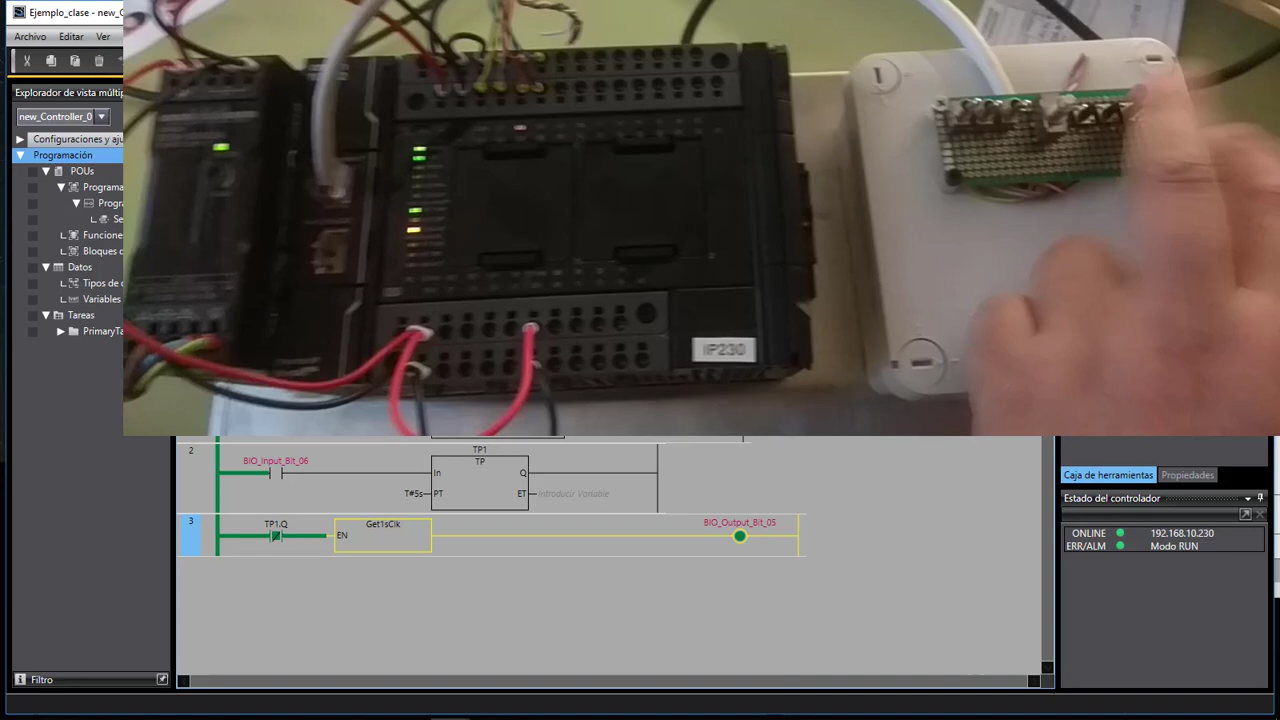 Ejemplo_clase - new_C
Archivo Editar Ver
Explorador de vista múltip
new_Controller_0
Configuraciones y aju
Programación
POUs
Programa
Progra
Se
Funcione
Bloques d
Datos
Tipos de d
Variables
Tareas
PrimaryTa
Filtro
IP230
2
BIO_Input_Bit_06
TP1
TP
In
Q
T#5s
PT
ET
Introducir Variable
3
TP1.Q
Get1sClk
EN
BIO_Output_Bit_05
Caja de herramientas Propiedades
Estado del controlador
ONLINE 192.168.10.230
ERR/ALM Modo RUN